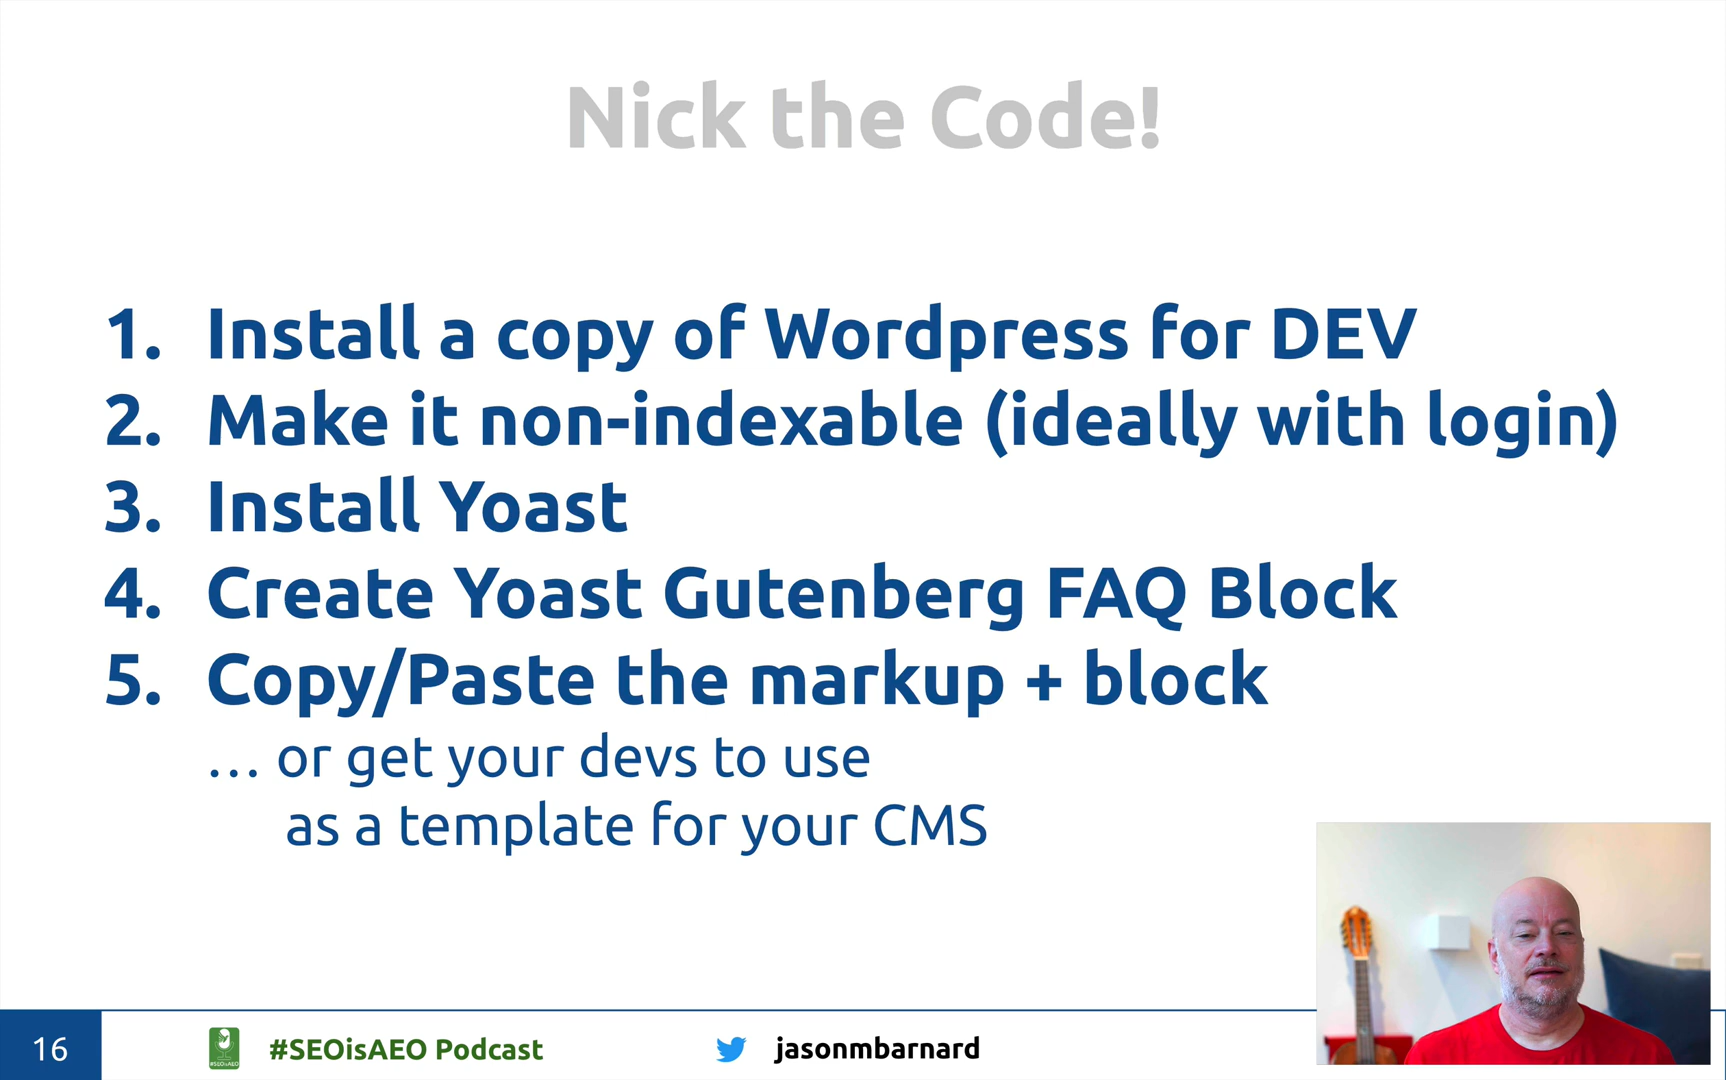 Nick the Code!
1. Install a copy of Wordpress for DEV
2. Make it non-indexable (ideally with login)
3. Install Yoast
4. Create Yoast Gutenberg FAQ Block
5. Copy/Paste the markup + block
... or get your devs to use
as a template for your CMS
16
#SEOisAEO
#SEOisAEO Podcast
jasonmbarnard